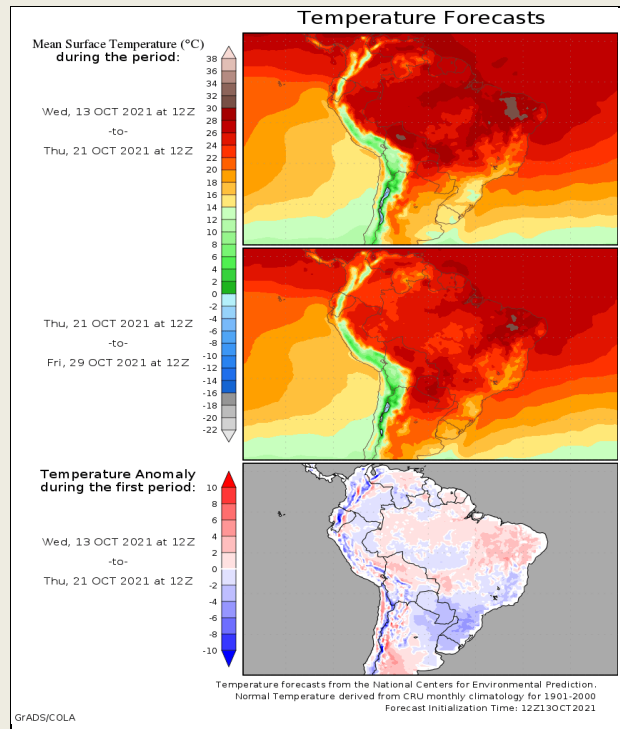 Temperature Forecasts
Mean Surface Temperature (°C)
during the period:
Wed, 13 OCT 2021 at 12Z
-to-
Thu, 21 OCT 2021 at 12Z
38
36
34
32
30
28
26
24
22
20
18
16
14
12
10
8
6
4
2
0
-2
-4
-6
-8
-10
-12
-14
-16
-18
-20
-22
Thu, 21 OCT 2021 at 12Z
-to-
Fri, 29 OCT 2021 at 12Z
Temperature Anomaly
during the first period:
Wed, 13 OCT 2021 at 12Z
-to-
Thu, 21 OCT 2021 at 12Z
10
8
6
4
2
0
-2
-4
-6
-8
-10
Temperature forecasts from the National Centers for Environmental Prediction.
Normal Temperature derived from CRU monthly climatology for 1901-2000
Forecast Initialization Time: 12Z13OCT2021
GrADS/COLA